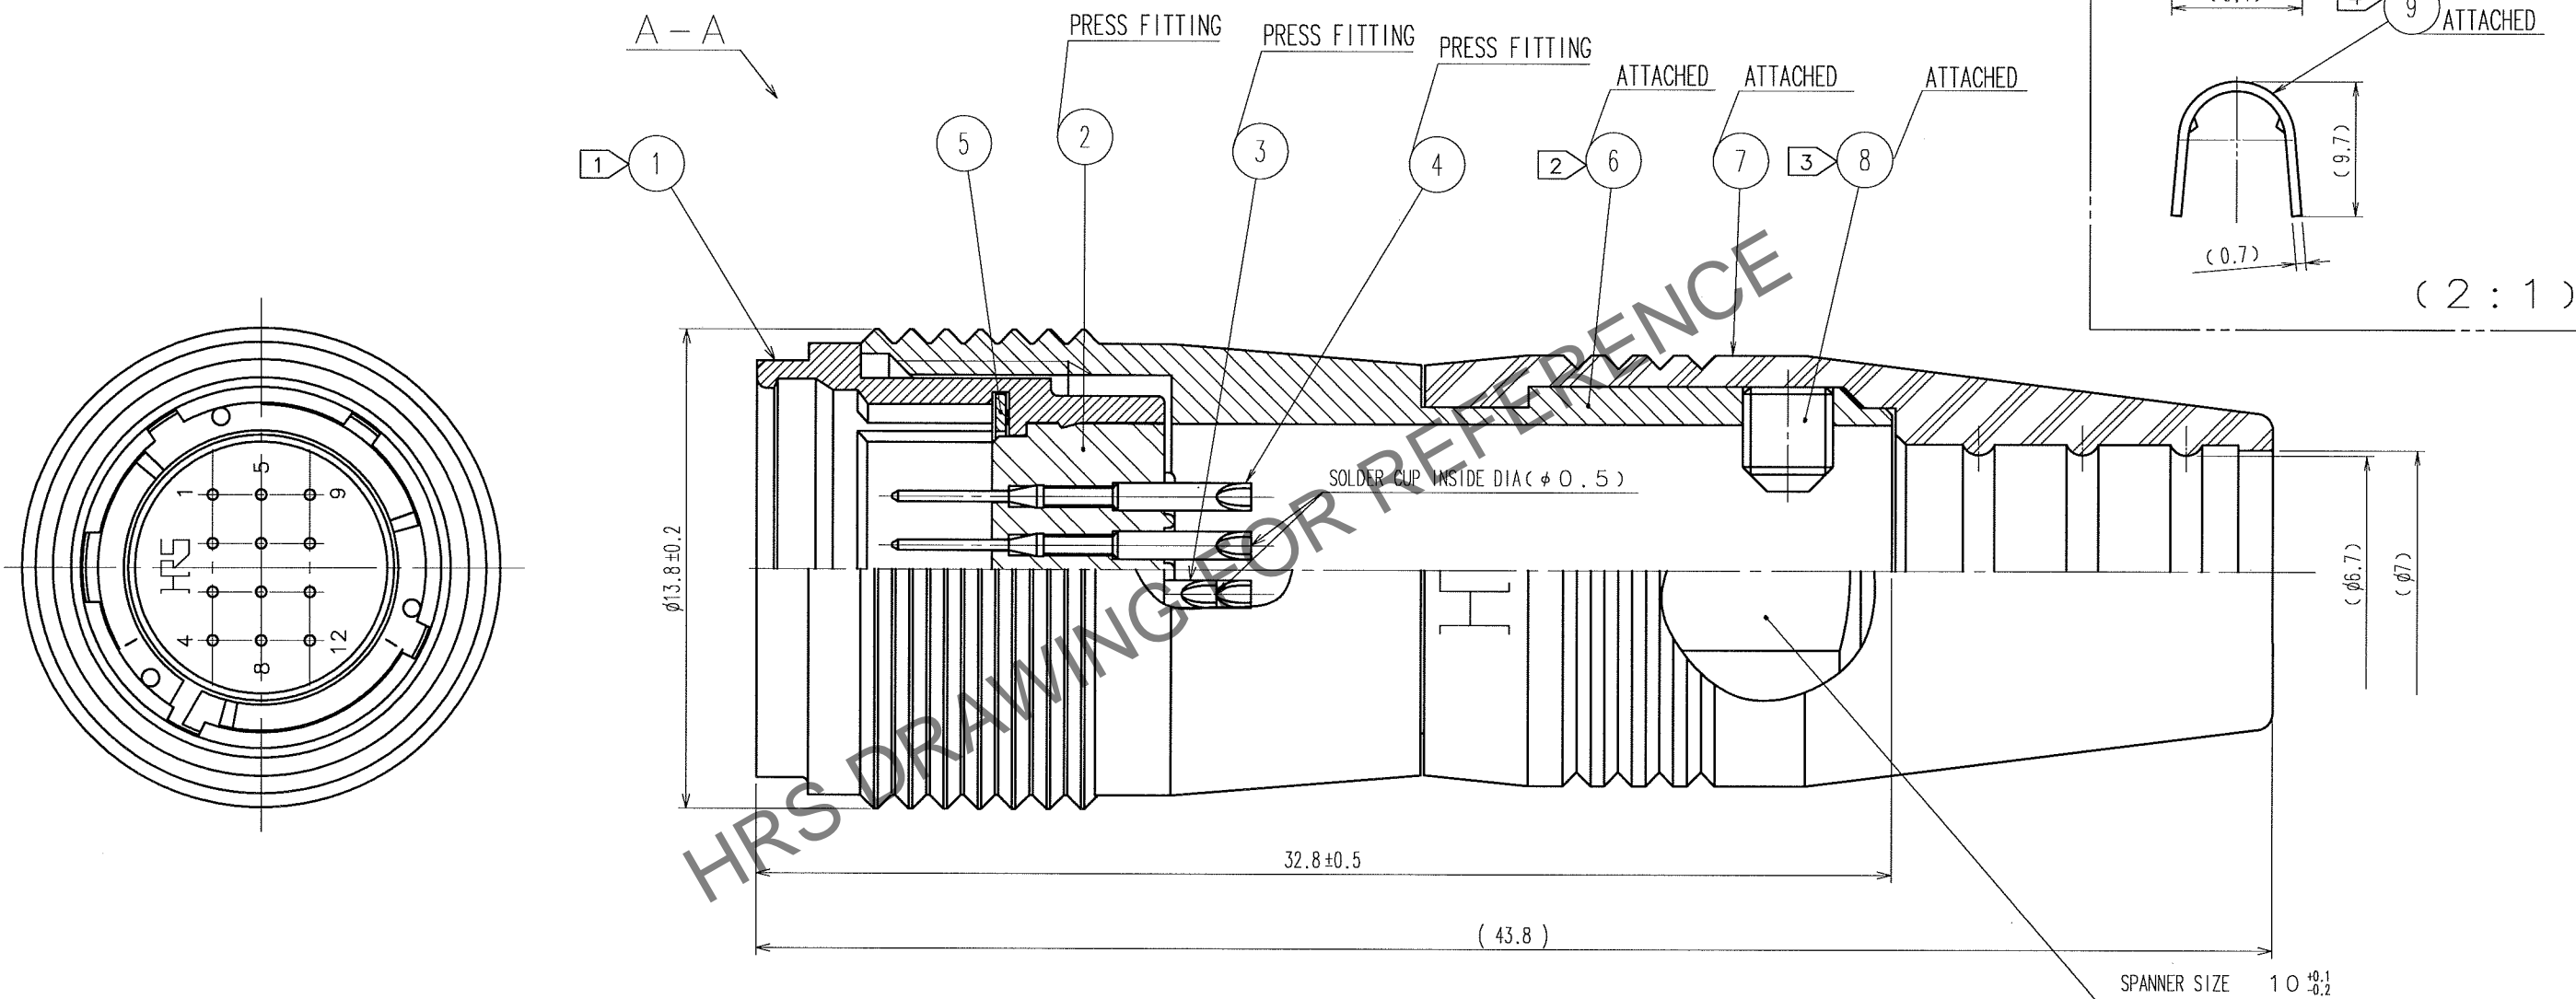 A-A
PRESS FITTING
PRESS FITTING
PRESS FITTING
ATTACHED
ATTACHED
ATTACHED
9
ATTACHED
1
1
5
2
3
4
2
6
7
3
8
(9.7)
(0.7)
(2:1)
1
5
9
HRS
4
8
12
φ13.8±0.2
SOLDER CUP INSIDE DIA(φ0.5)
(φ6.7)
(φ7)
HRS DRAWING FOR REFERENCE
32.8±0.5
(43.8)
SPANNER SIZE 10 +0.1 -0.2